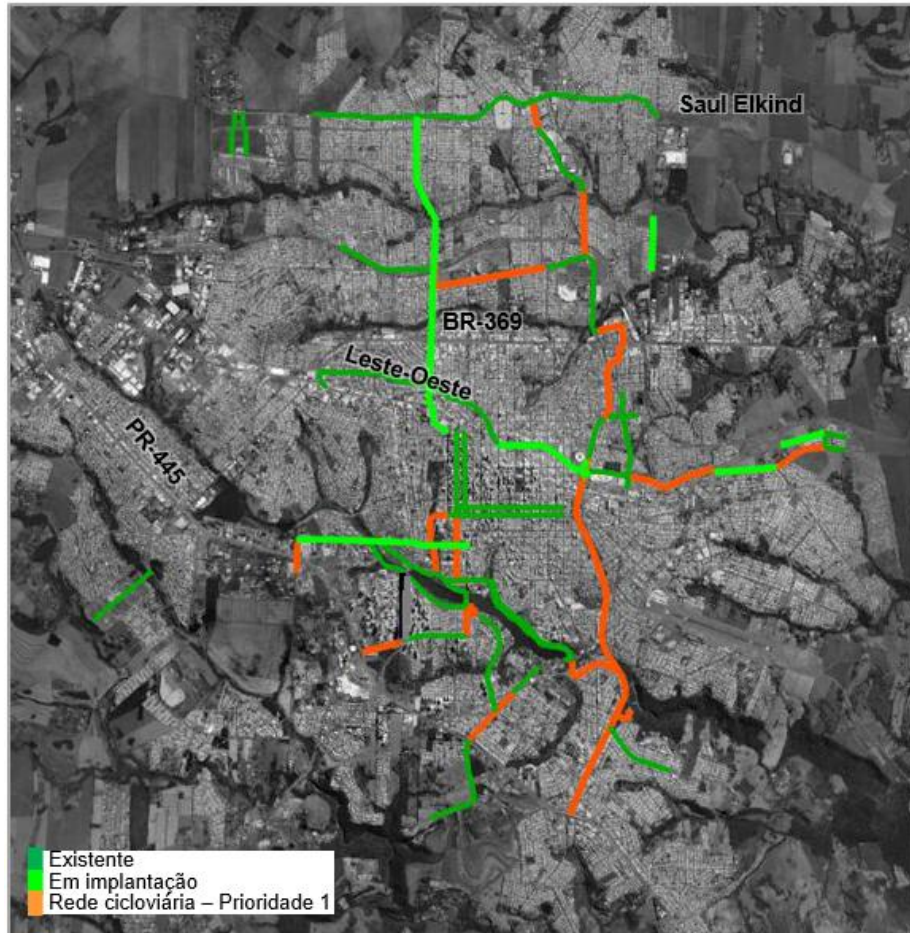 Saul Elkind
BR-369
Leste-Oeste
PR-445
Existente
Em implantação
Rede cicloviária – Prioridade 1